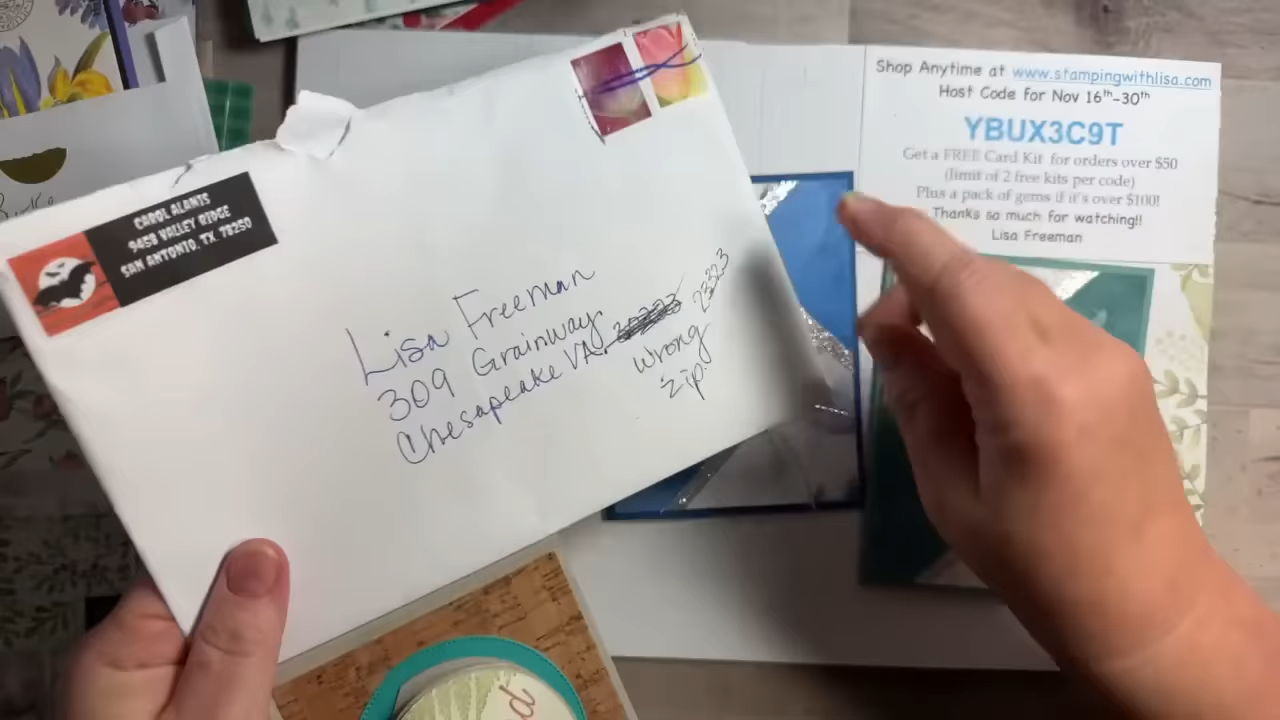 Shop Anytime at www.stampingwithlisa.com
Host Code for Nov 16th-30th
YBUX3C9T
Get a FREE Card Kit for orders over $50
(limit of 2 free kits per code)
Plus a pack of gems if it's over $100!
Thanks so much for watching!!
Lisa Freeman
CAROL ALANIS
9458 VALLEY RIDGE
SAN ANTONIO, TX. 78250
Lisa Freeman
309 Grainway
Chesapeake VA. 23323
wrong
zip